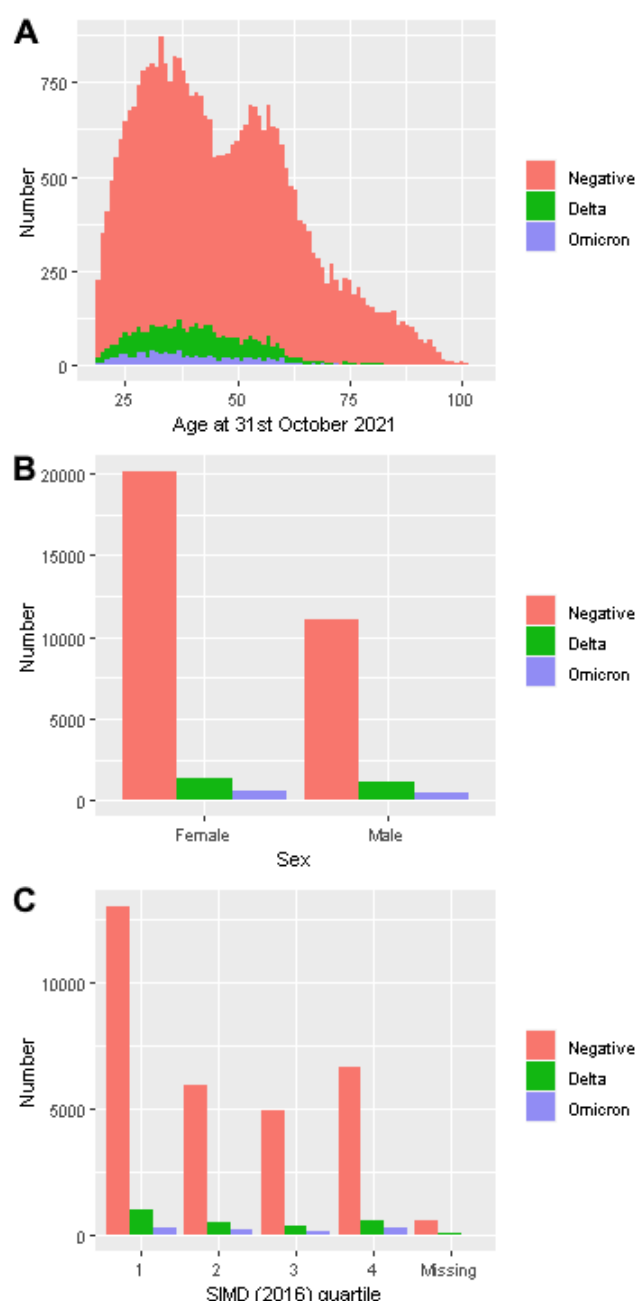 A
750
500
250
0
Number
25 50 75 100
Age at 31st October 2021
Negative
Delta
Omicron
B
20000
15000
10000
5000
0
Number
Female Male
Sex
Negative
Delta
Omicron
C
10000
5000
0
Number
1 2 3 4 Missing
SIMD (2016) quartile
Negative
Delta
Omicron